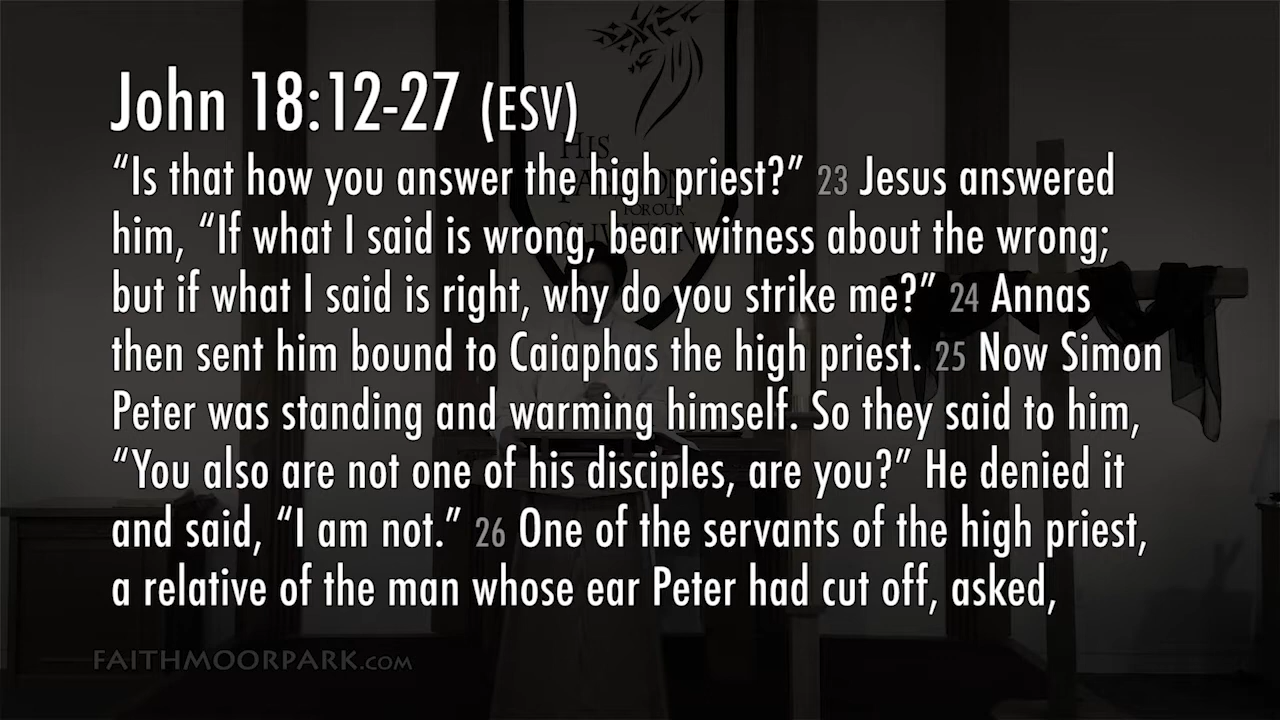 John 18:12-27 (ESV)
“Is that how you answer the high priest?” 23 Jesus answered
him, “If what I said is wrong, bear witness about the wrong;
but if what I said is right, why do you strike me?” 24 Annas
then sent him bound to Caiaphas the high priest. 25 Now Simon
Peter was standing and warming himself. So they said to him,
“You also are not one of his disciples, are you?” He denied it
and said, “I am not.” 26 One of the servants of the high priest,
a relative of the man whose ear Peter had cut off, asked,
FAITHMOORPARK.COM
HIS
FOR OUR